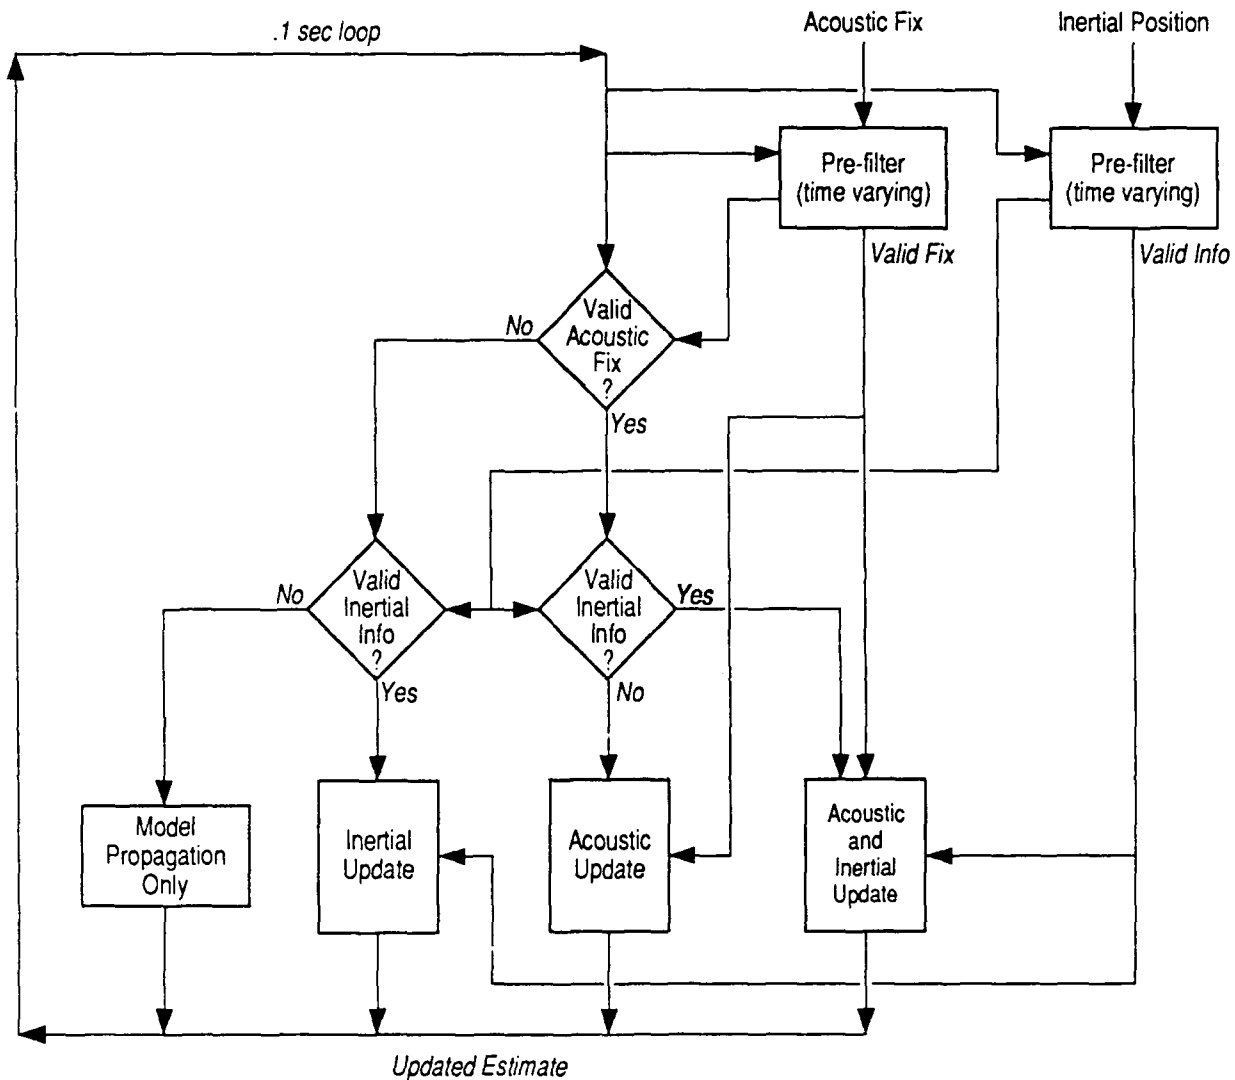 .1 sec loop
Acoustic Fix
Inertial Position
Pre-filter
(time varying)
Pre-filter
(time varying)
Valid Fix
Valid Info
Valid
Acoustic
Fix
?
No
Yes
Valid
Inertial
Info
?
No
Yes
Valid
Inertial
Info
?
Yes
No
Model
Propagation
Only
Inertial
Update
Acoustic
Update
Acoustic
and
Inertial
Update
Updated Estimate